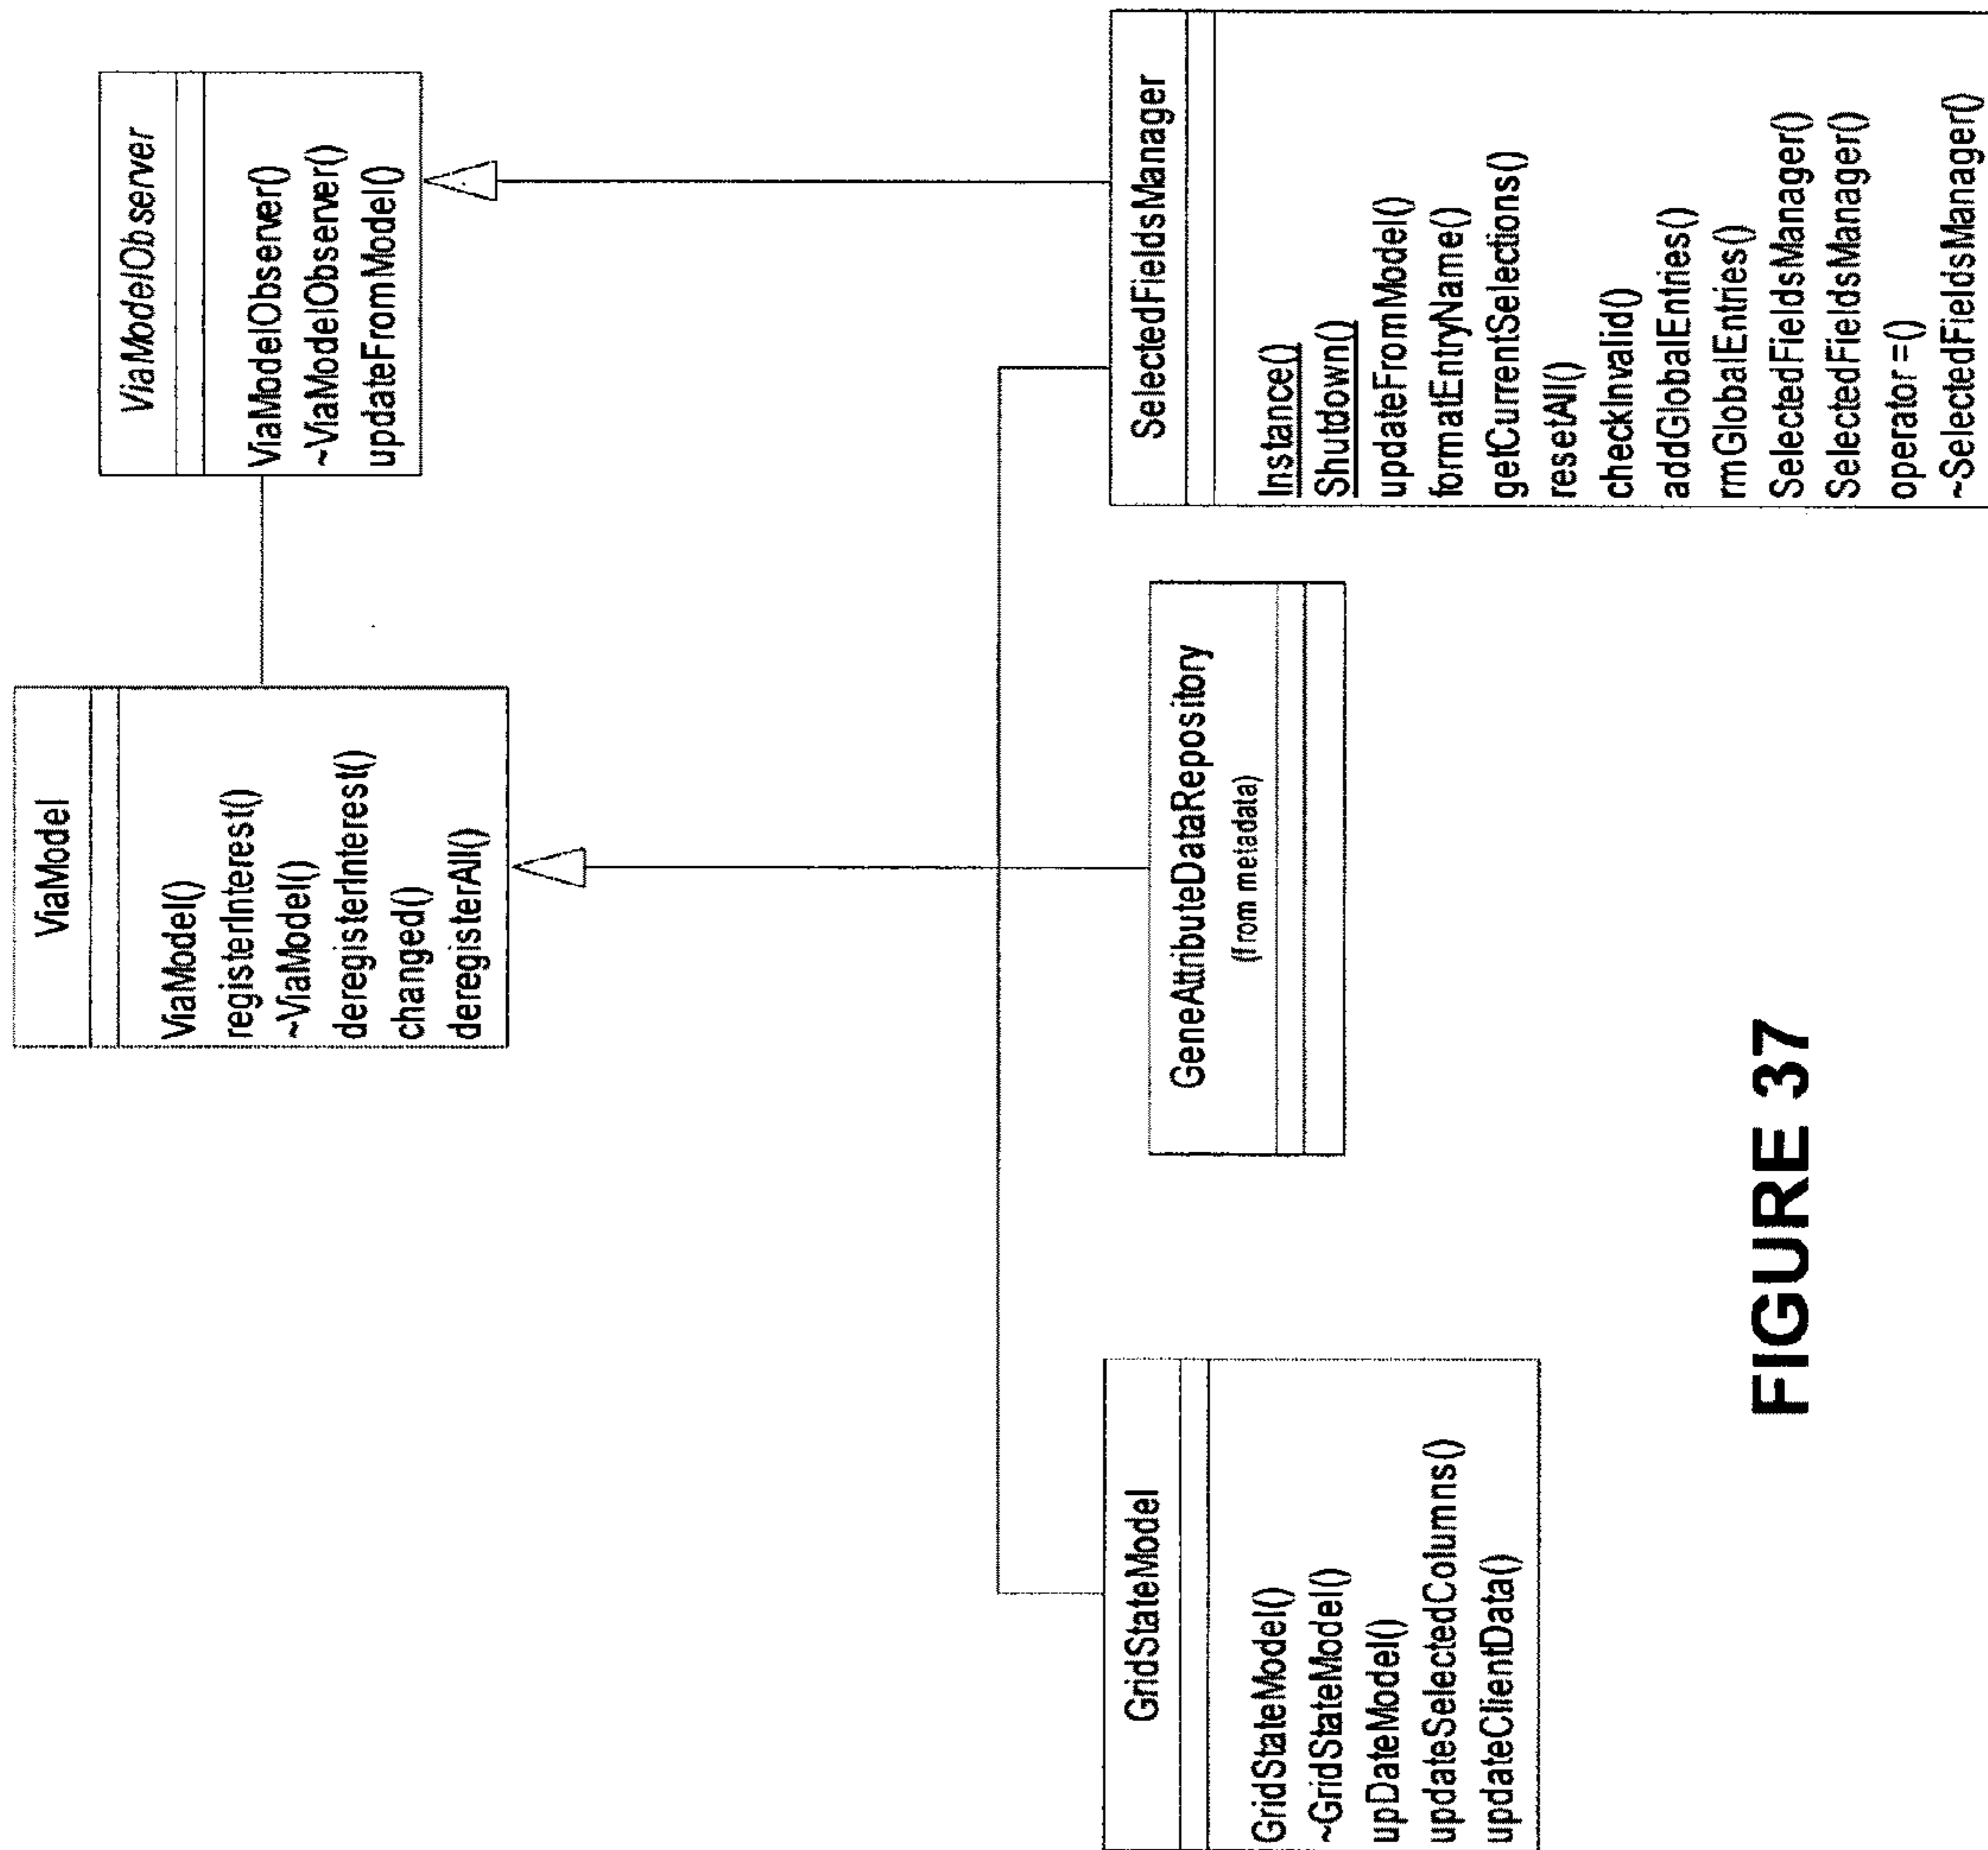 ViaModel
ViaModel()
registerInterest()
~ViaModel()
deregisterInterest()
changed()
deregisterAll()
ViaModelObserver
ViaModelObserver()
~ViaModelObserver()
updateFromModel()
GridStateModel
GridStateModel()
~GridStateModel()
upDateModel()
updateSelectedColumns()
updateClientData()
GeneAttributeDataRepository
(from metadata)
SelectedFieldsManager
Instance()
Shutdown()
updateFromModel()
formatEntryName()
getCurrentSelections()
resetAll()
checkInvalid()
addGlobalEntries()
rmGlobalEntries()
SelectedFieldsManager()
SelectedFieldsManager()
operator =()
~SelectedFieldsManager()
FIGURE 37